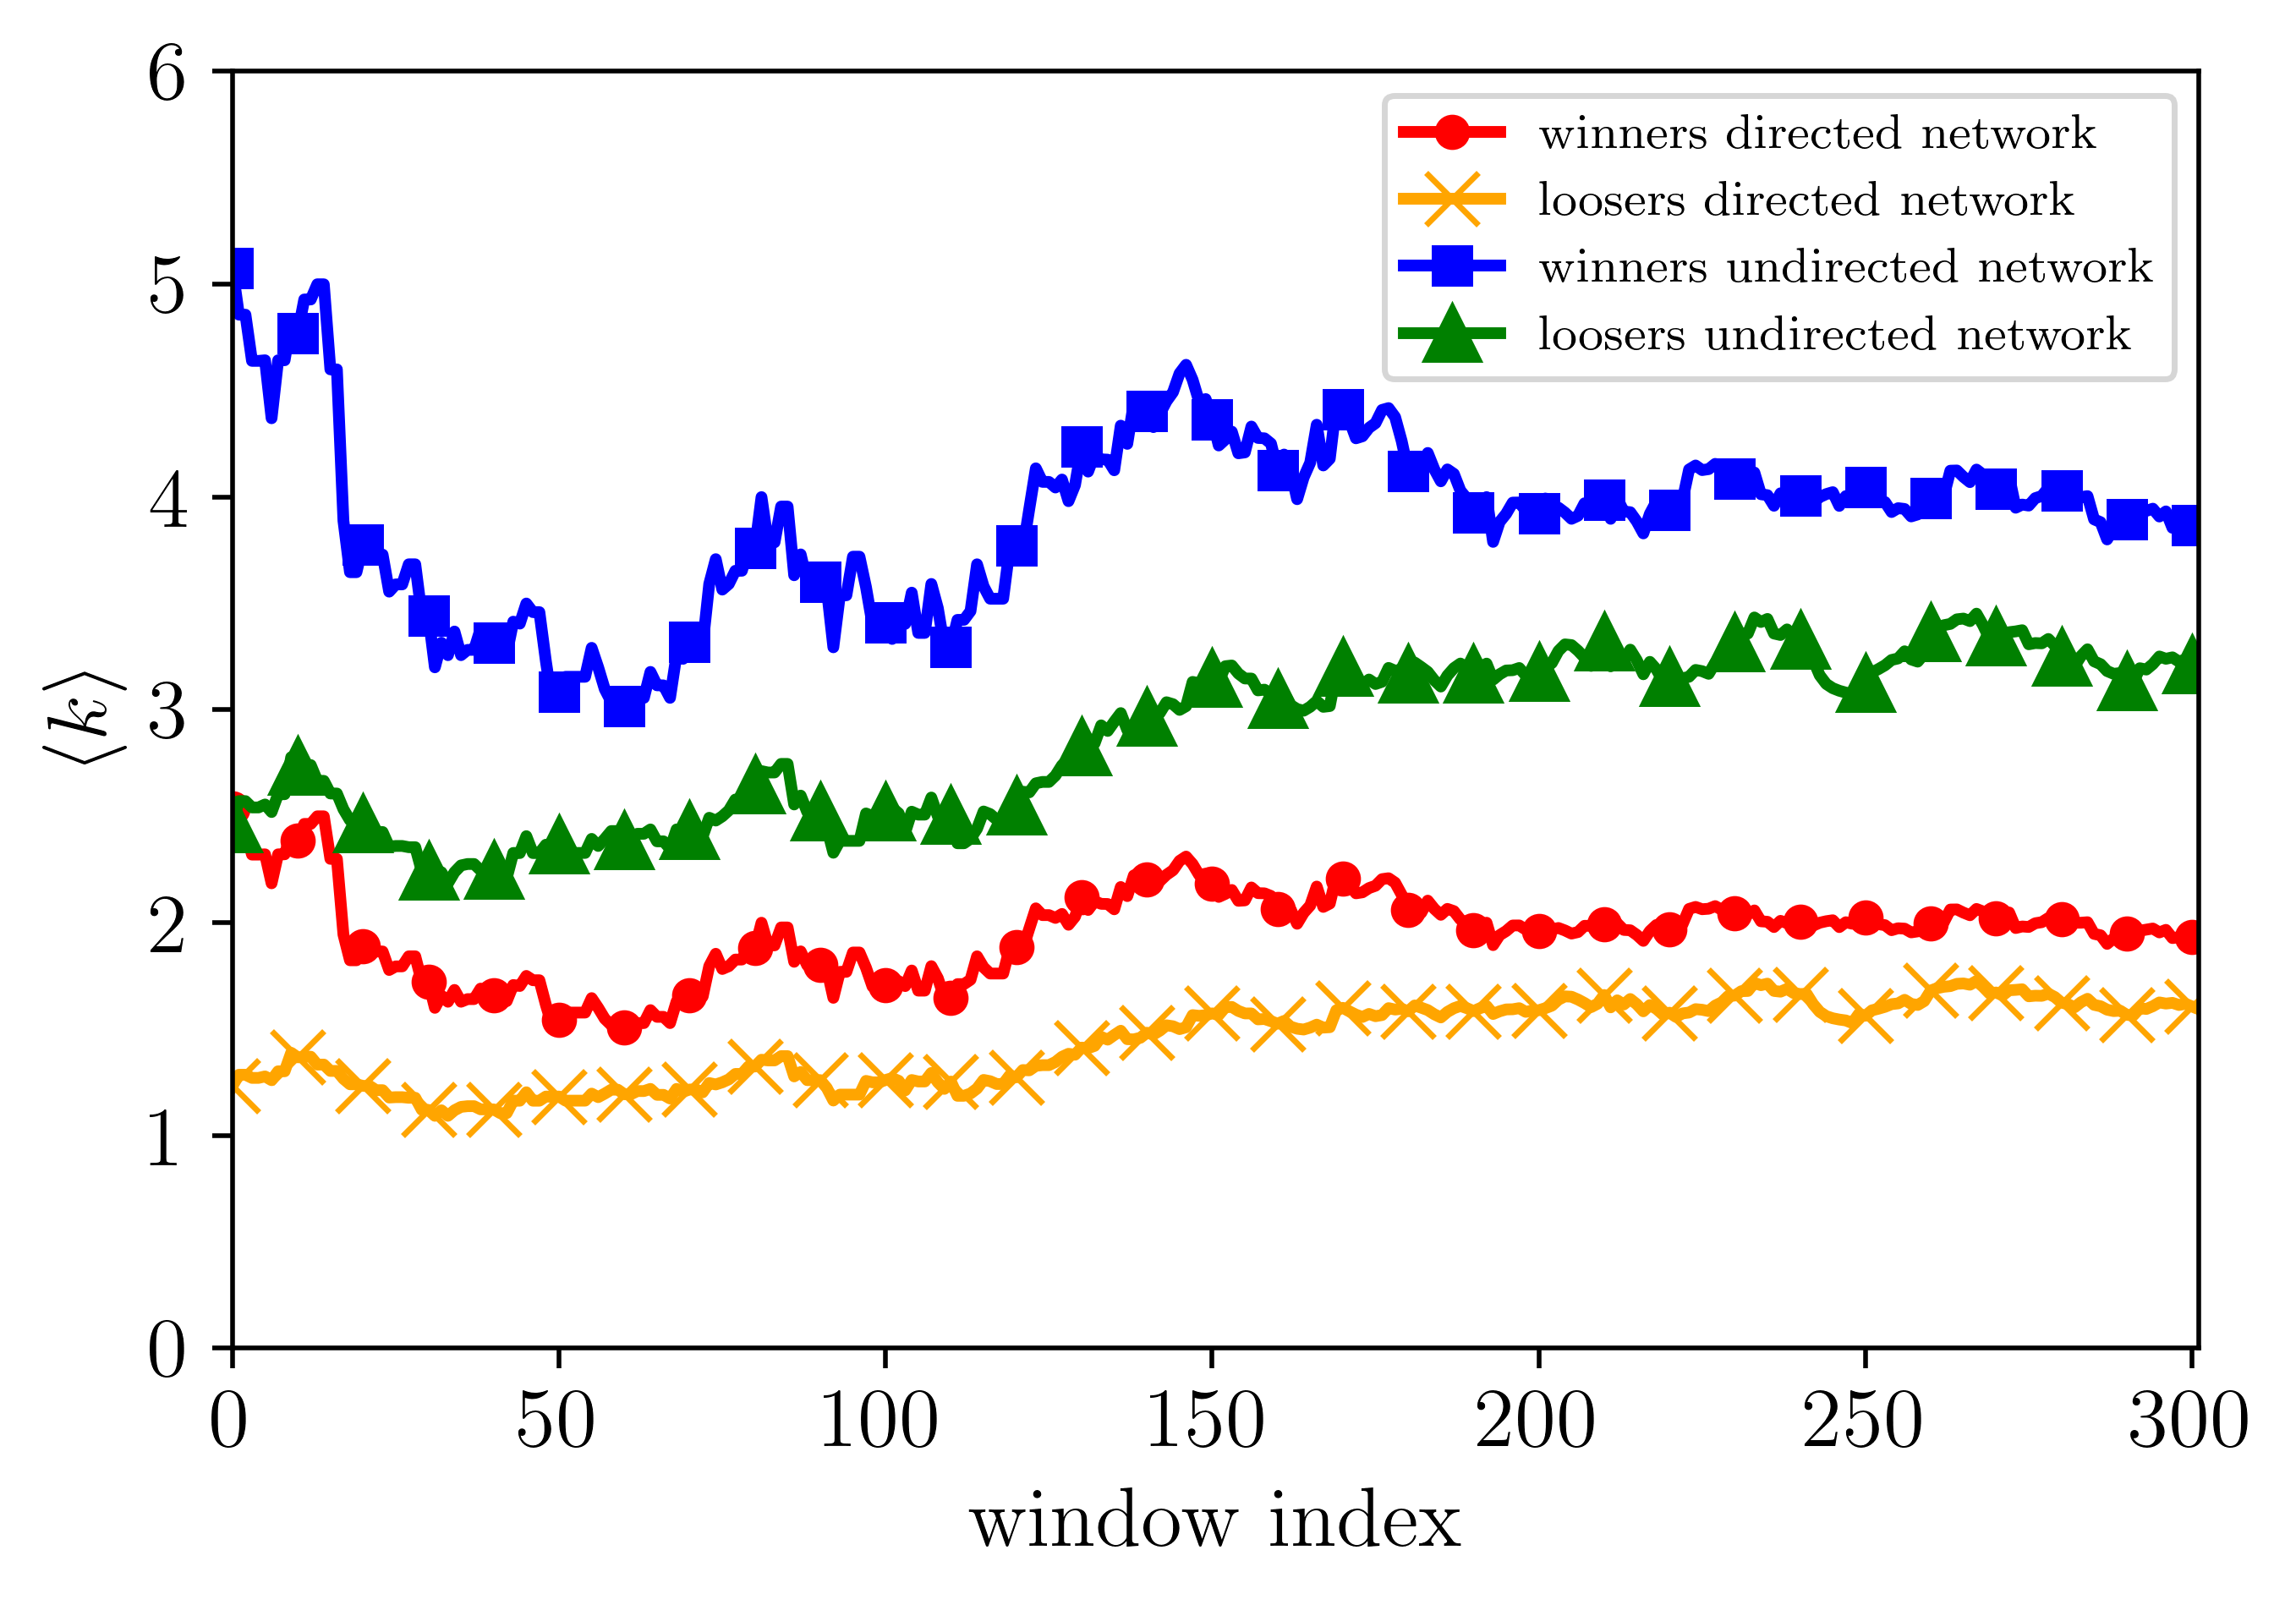 6
5
4
3
2
1
0
⟨k⟩
0 50 100 150 200 250 300
window index
winners directed network
loosers directed network
winners undirected network
loosers undirected network